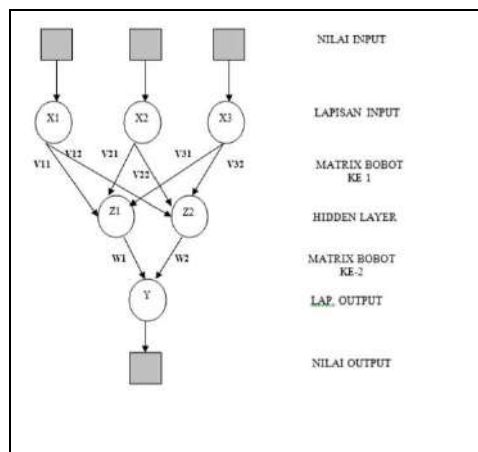 NILAI INPUT
X1 X2 X3
LAPISAN INPUT
V11 V12 V21 V22 V31 V32
MATRIX BOBOT
KE 1
Z1 Z2
HIDDEN LAYER
W1 W2
MATRIX BOBOT
KE-2
Y
LAP. OUTPUT
NILAI OUTPUT